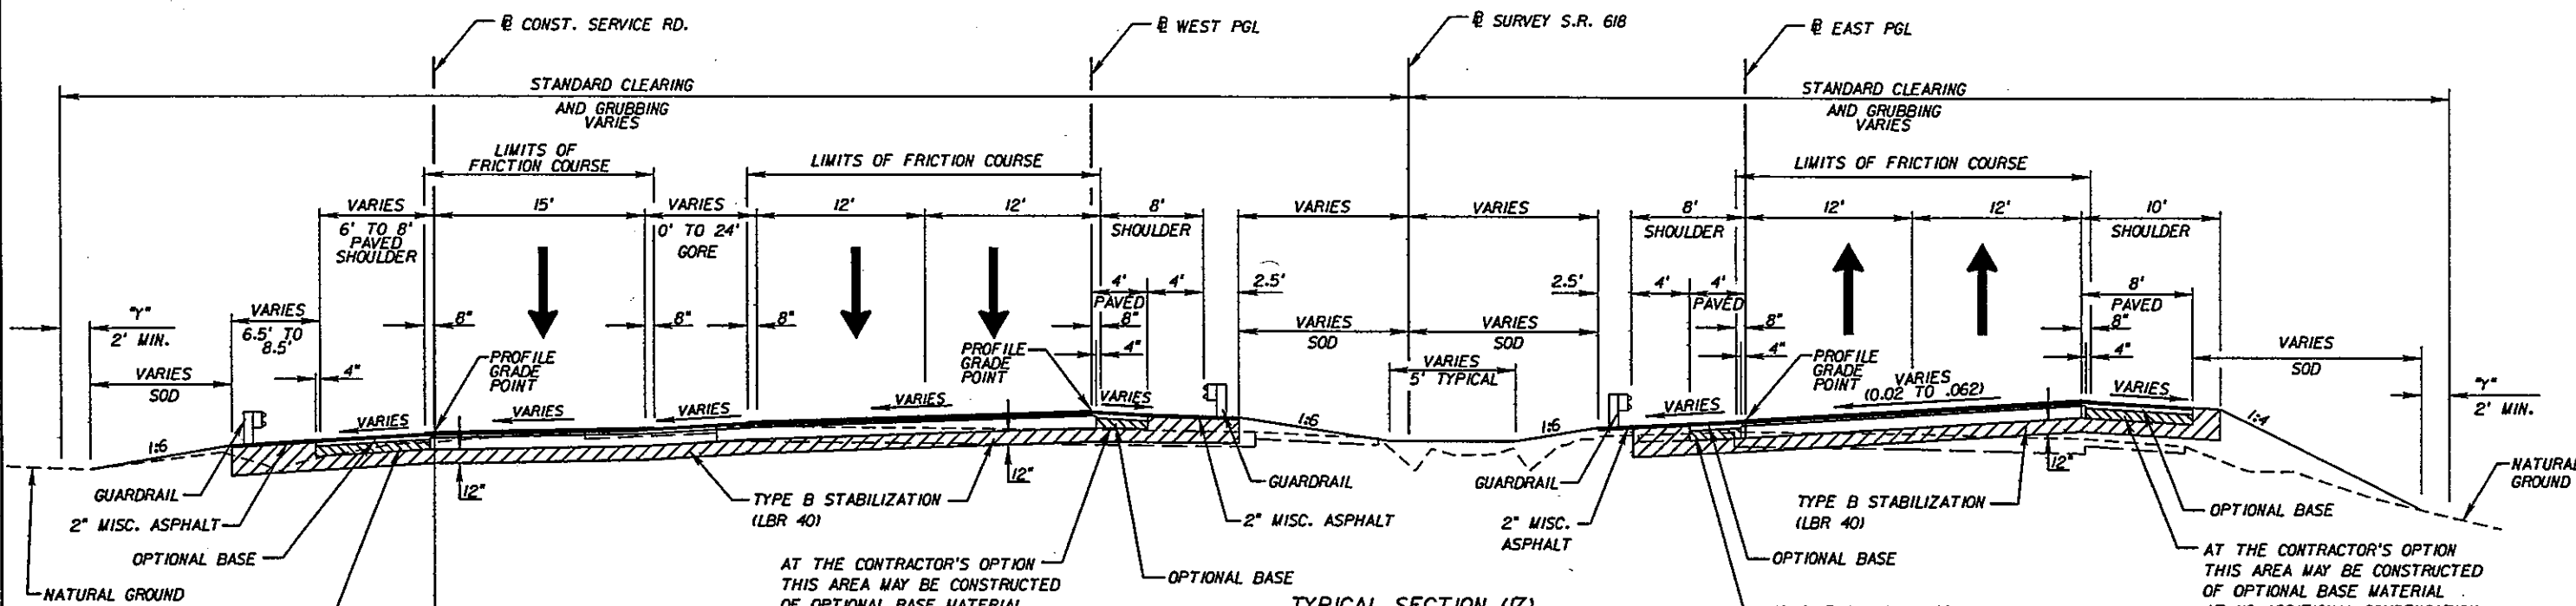 ℄ CONST. SERVICE RD.
℄ WEST PGL
℄ SURVEY S.R. 618
℄ EAST PGL
STANDARD CLEARING
AND GRUBBING
VARIES
STANDARD CLEARING
AND GRUBBING
VARIES
LIMITS OF
FRICTION COURSE
LIMITS OF FRICTION COURSE
LIMITS OF FRICTION COURSE
VARIES
6' TO 8'
PAVED
SHOULDER
15'
VARIES
0' TO 24'
GORE
12'
12'
8'
SHOULDER
VARIES
VARIES
8'
SHOULDER
12'
12'
10'
SHOULDER
4'
PAVED
4'
2.5'
2.5'
4'
4'
PAVED
8'
PAVED
"Y"
2' MIN.
VARIES
6.5' TO
8.5'
8"
8"
8"
8"
8"
8"
VARIES
SOD
4"
PROFILE
GRADE
POINT
PROFILE
GRADE
POINT
4"
VARIES
SOD
VARIES
SOD
VARIES
5' TYPICAL
4"
PROFILE
GRADE
POINT
4"
VARIES
SOD
"Y"
2' MIN.
1:6
VARIES
VARIES
VARIES
VARIES
VARIES
1:6
1:6
VARIES
VARIES
(0.02 TO .062)
VARIES
1:4
12"
12"
12"
GUARDRAIL
2" MISC. ASPHALT
OPTIONAL BASE
NATURAL GROUND
TYPE B STABILIZATION
(LBR 40)
AT THE CONTRACTOR'S OPTION
THIS AREA MAY BE CONSTRUCTED
OF OPTIONAL BASE MATERIAL
OPTIONAL BASE
GUARDRAIL
2" MISC. ASPHALT
GUARDRAIL
2" MISC.
ASPHALT
TYPE B STABILIZATION
(LBR 40)
OPTIONAL BASE
NATURAL
GROUND
OPTIONAL BASE
AT THE CONTRACTOR'S OPTION
THIS AREA MAY BE CONSTRUCTED
OF OPTIONAL BASE MATERIAL
TYPICAL SECTION (17)